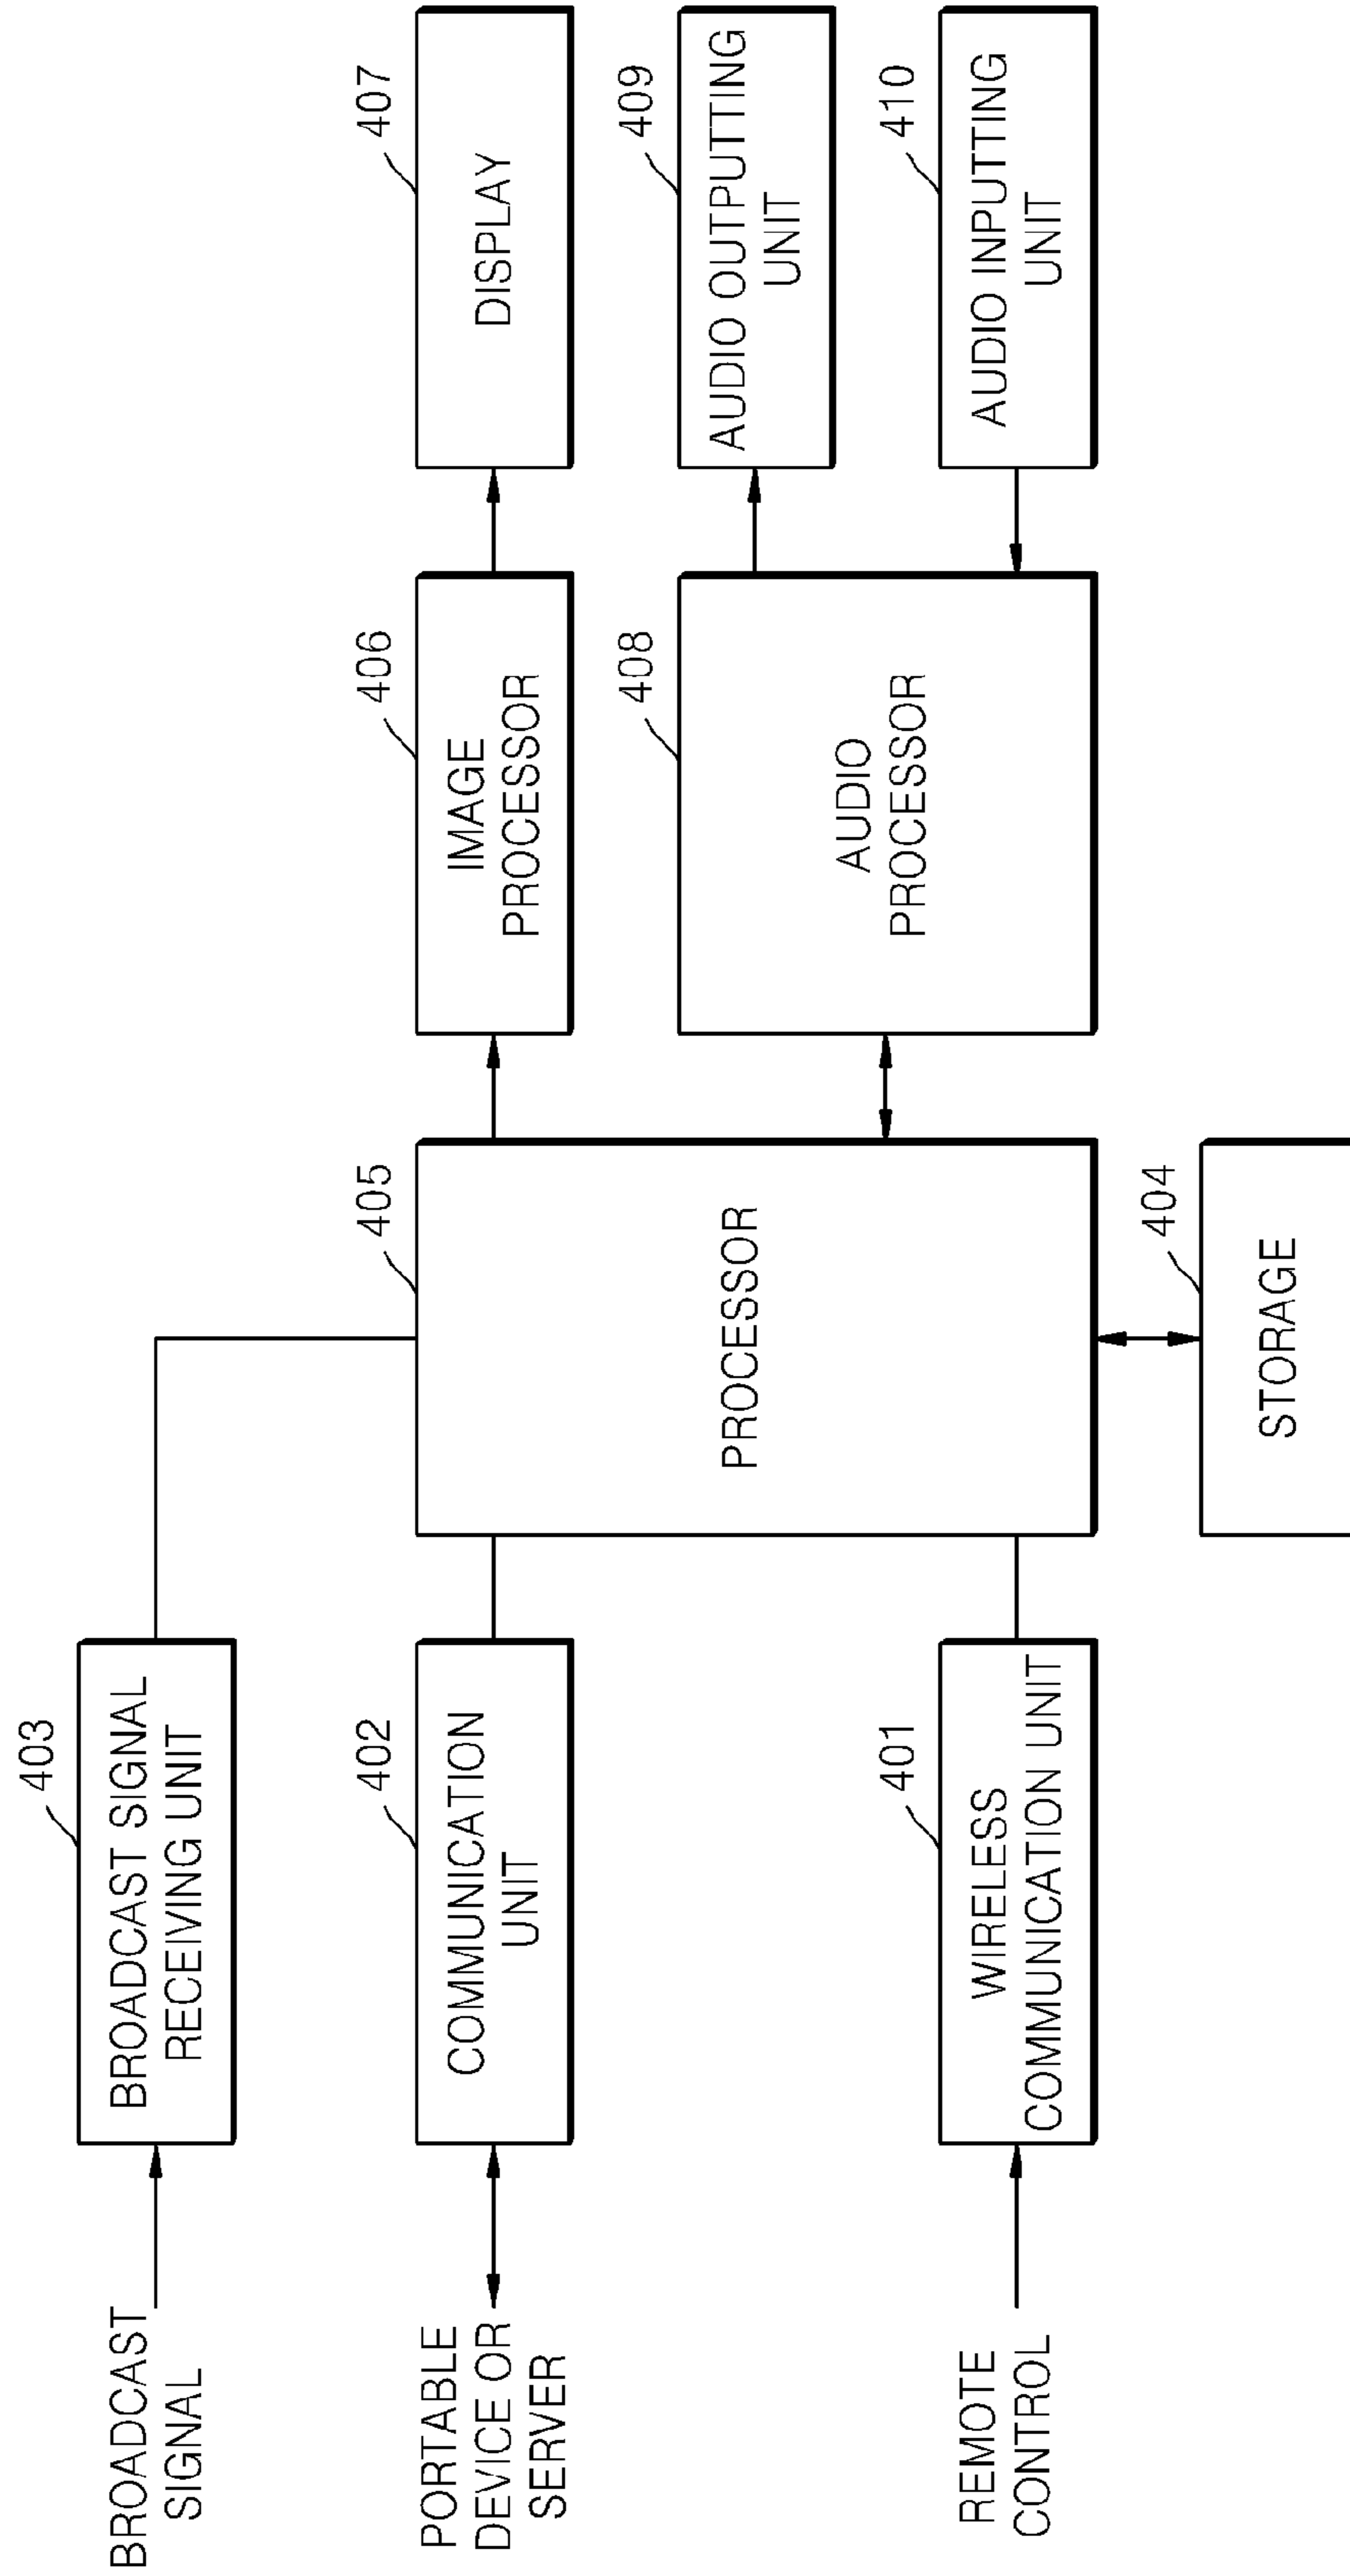 403
BROADCAST SIGNAL
BROADCAST SIGNAL
RECEIVING UNIT
PORTABLE
DEVICE OR
SERVER
402
COMMUNICATION
UNIT
405
PROCESSOR
406
IMAGE
PROCESSOR
407
DISPLAY
408
AUDIO
PROCESSOR
409
AUDIO OUTPUTTING
UNIT
REMOTE
CONTROL
401
WIRELESS
COMMUNICATION UNIT
410
AUDIO INPUTTING
UNIT
404
STORAGE